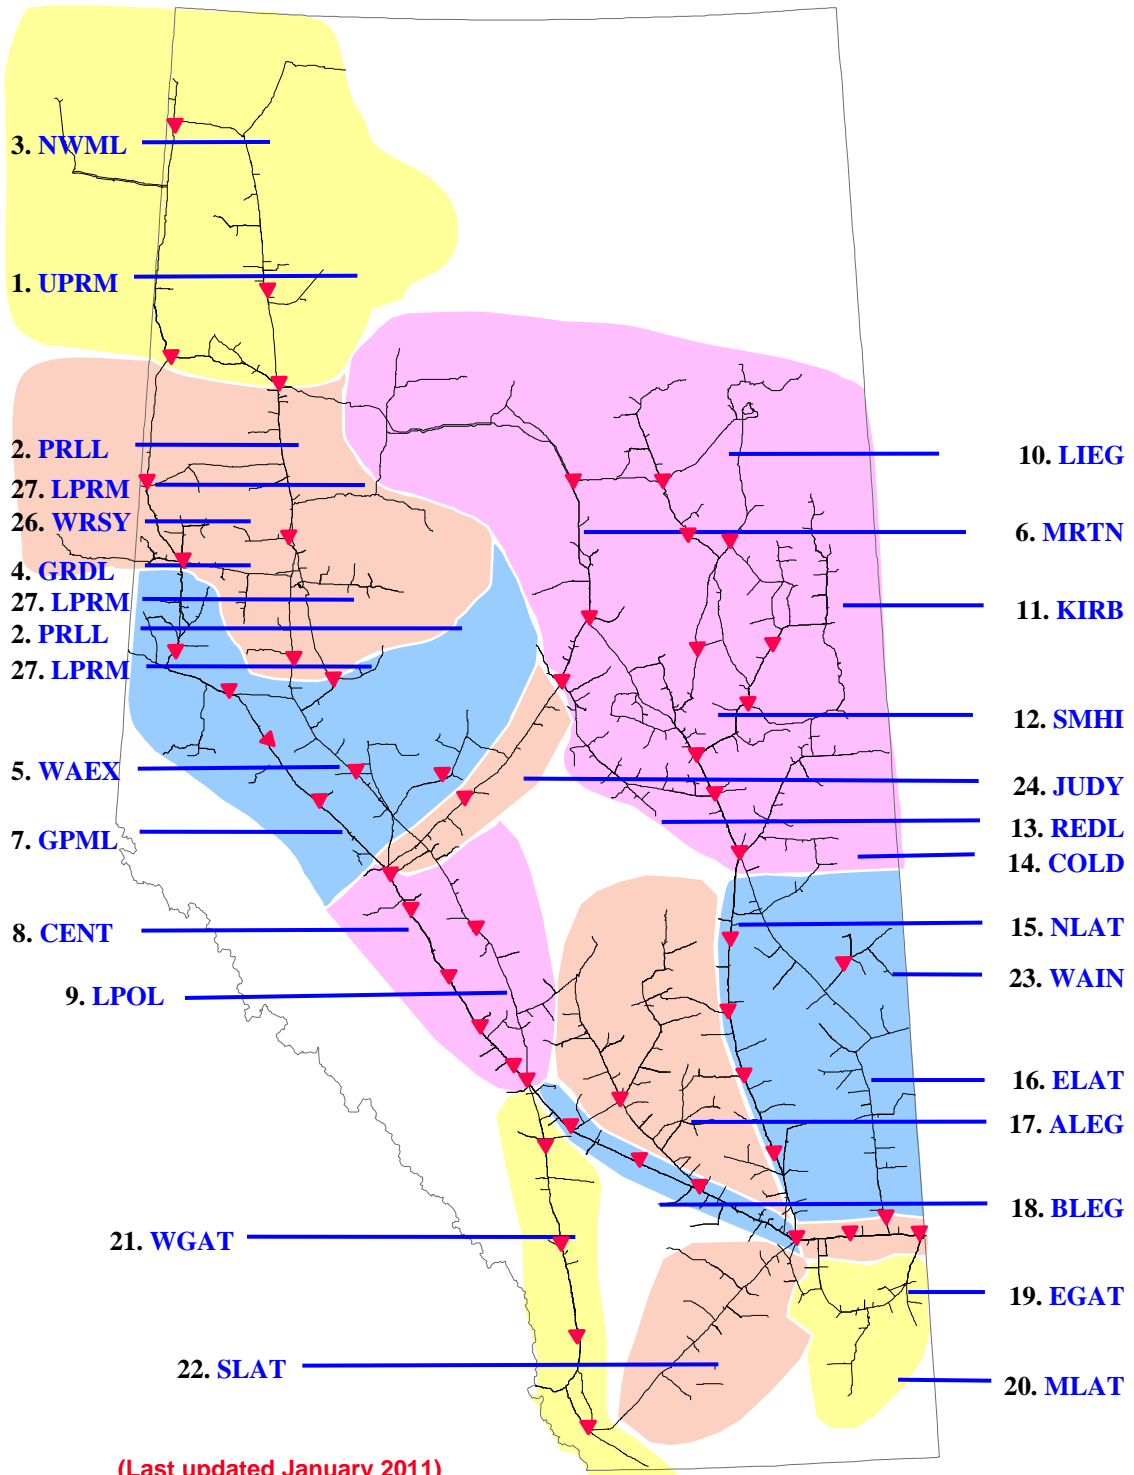 3. NWML
1. UPRM
2. PRLL
27. LPRM
26. WRSY
4. GRDL
27. LPRM
2. PRLL
27. LPRM
5. WAEX
7. GPML
8. CENT
9. LPOL
21. WGAT
22. SLAT
10. LIEG
6. MRTN
11. KIRB
12. SMHI
24. JUDY
13. REDL
14. COLD
15. NLAT
23. WAIN
16. ELAT
17. ALEG
18. BLEG
19. EGAT
20. MLAT
(Last updated January 2011)